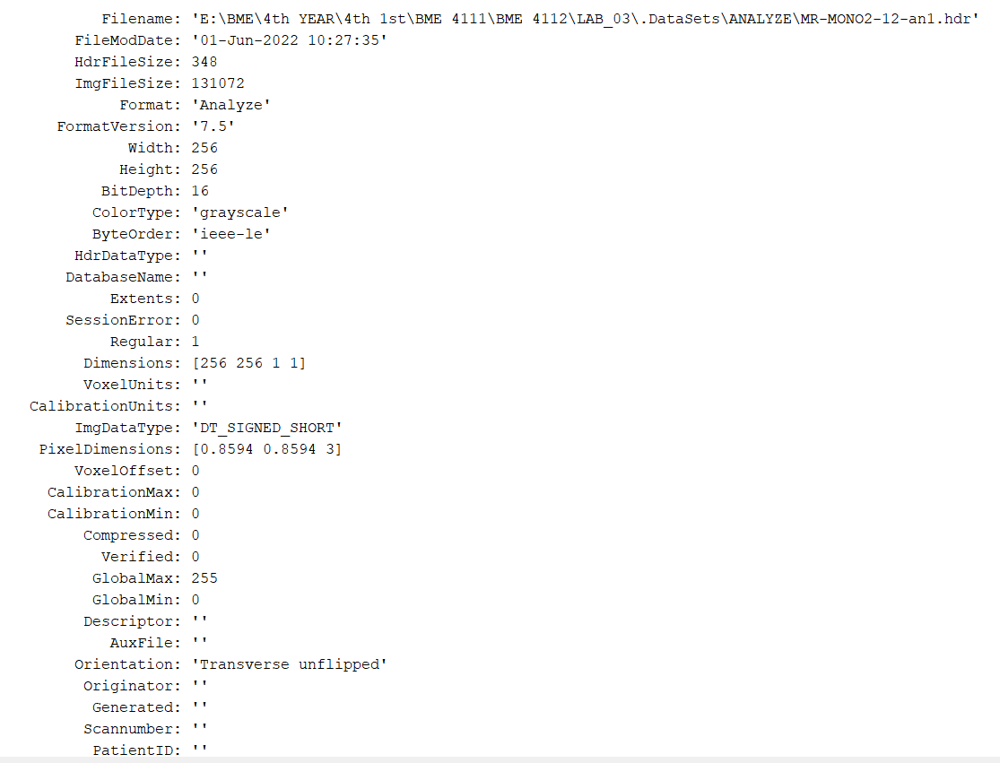 Filename: 'E:\BME\4th YEAR\4th 1st\BME 4111\BME 4112\LAB_03\.DataSets\ANALYZE\MR-MONO2-12-an1.hdr'
FileModDate: '01-Jun-2022 10:27:35'
HdrFileSize: 348
ImgFileSize: 131072
Format: 'Analyze'
FormatVersion: '7.5'
Width: 256
Height: 256
BitDepth: 16
ColorType: 'grayscale'
ByteOrder: 'ieee-le'
HdrDataType: ''
DatabaseName: ''
Extents: 0
SessionError: 0
Regular: 1
Dimensions: [256 256 1 1]
VoxelUnits: ''
CalibrationUnits: ''
ImgDataType: 'DT_SIGNED_SHORT'
PixelDimensions: [0.8594 0.8594 3]
VoxelOffset: 0
CalibrationMax: 0
CalibrationMin: 0
Compressed: 0
Verified: 0
GlobalMax: 255
GlobalMin: 0
Descriptor: ''
AuxFile: ''
Orientation: 'Transverse unflipped'
Originator: ''
Generated: ''
Scannumber: ''
PatientID: ''